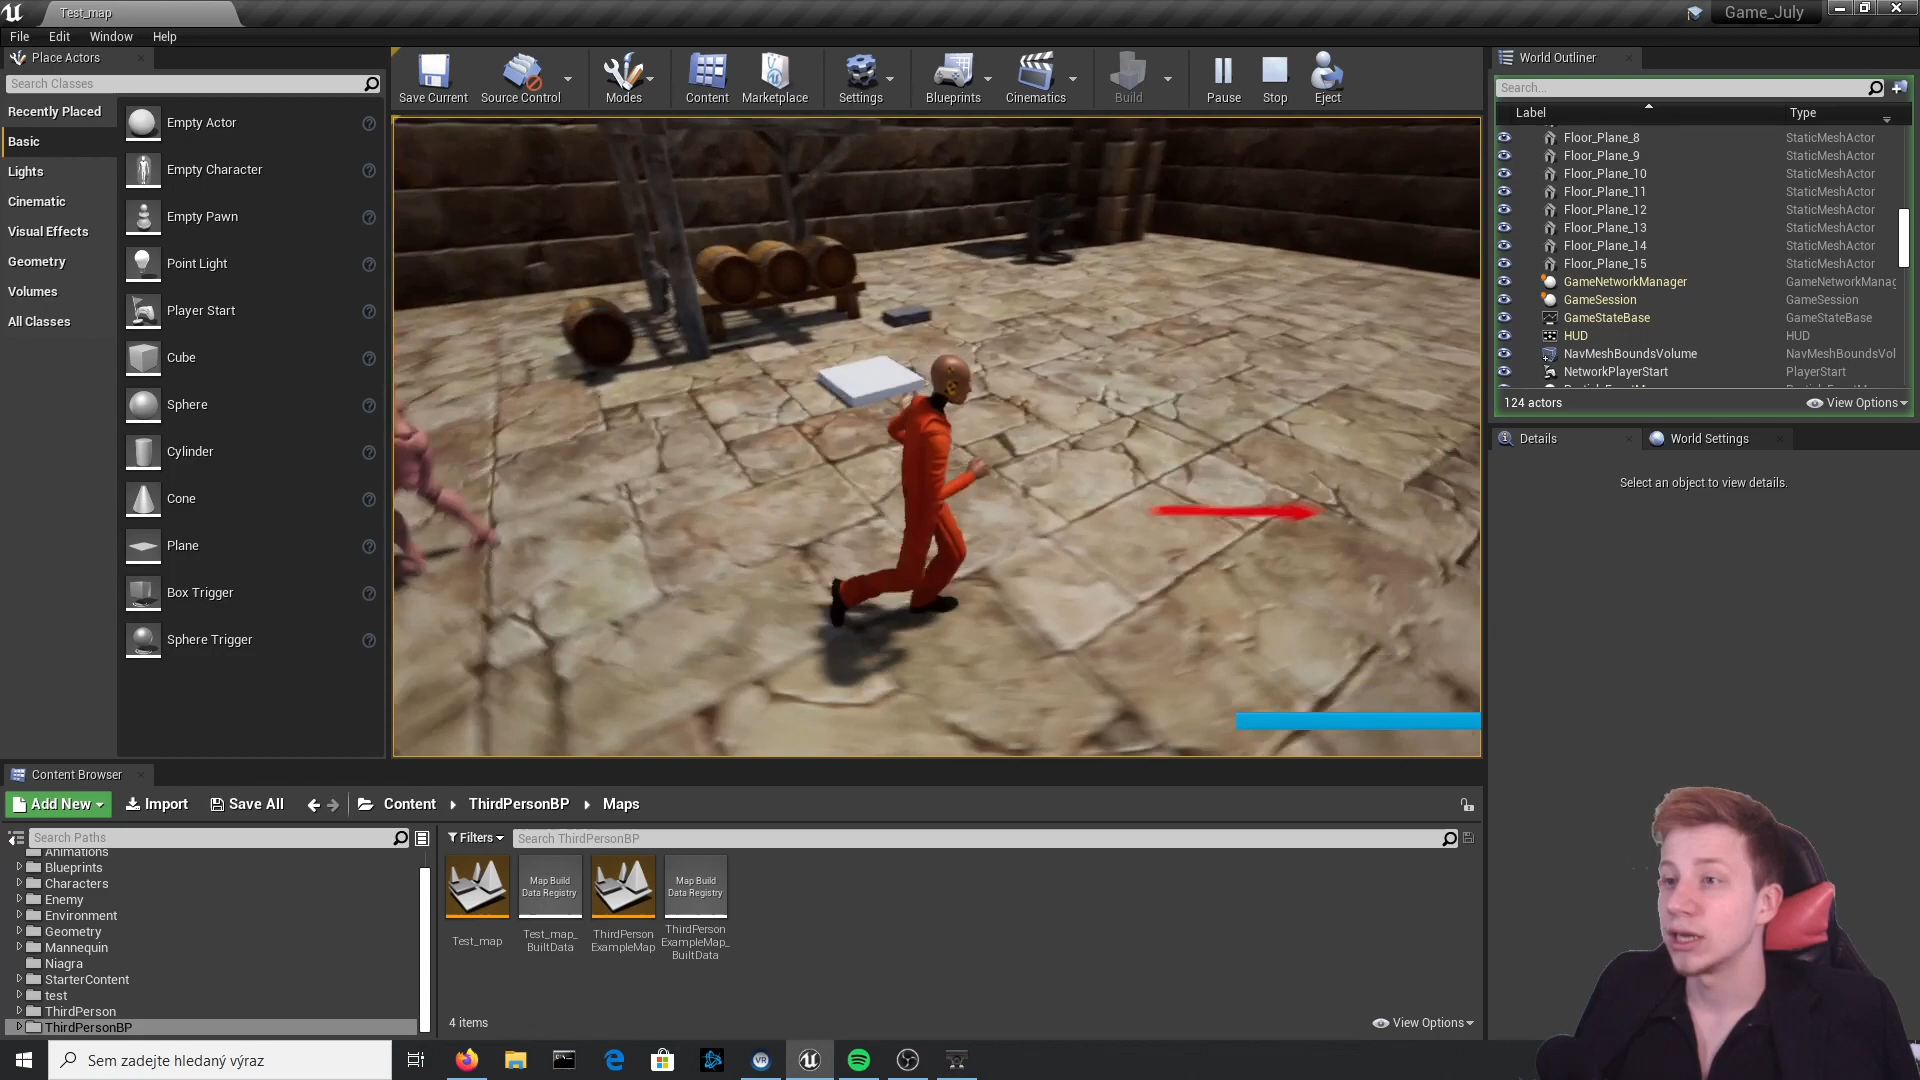 Test_map
Game_July
File Edit Window Help
Place Actors
Search Classes
Recently Placed
Basic
Lights
Cinematic
Visual Effects
Geometry
Volumes
All Classes
Empty Actor
Empty Character
Empty Pawn
Point Light
Player Start
Cube
Sphere
Cylinder
Cone
Plane
Box Trigger
Sphere Trigger
Save Current Source Control Modes Content Marketplace Settings Blueprints Cinematics Build Pause Stop Eject
World Outliner
Search...
Label Type
Floor_Plane_8 StaticMeshActor
Floor_Plane_9 StaticMeshActor
Floor_Plane_10 StaticMeshActor
Floor_Plane_11 StaticMeshActor
Floor_Plane_12 StaticMeshActor
Floor_Plane_13 StaticMeshActor
Floor_Plane_14 StaticMeshActor
Floor_Plane_15 StaticMeshActor
GameNetworkManager GameNetworkManag
GameSession GameSession
GameStateBase GameStateBase
HUD HUD
NavMeshBoundsVolume NavMeshBoundsVol
NetworkPlayerStart PlayerStart
124 actors View Options
Details World Settings
Select an object to view details.
Content Browser
Add New Import Save All Content ThirdPersonBP Maps
Search Paths
Animations
Blueprints
Characters
Enemy
Environment
Geometry
Mannequin
Niagra
StarterContent
test
ThirdPerson
ThirdPersonBP
Filters Search ThirdPersonBP
Map Build
Data Registry
Map Build
Data Registry
Test_map
Test_map_
BuiltData
ThirdPerson
ExampleMap
ThirdPerson
ExampleMap_
BuiltData
4 items View Options
Sem zadejte hledaný výraz
VR